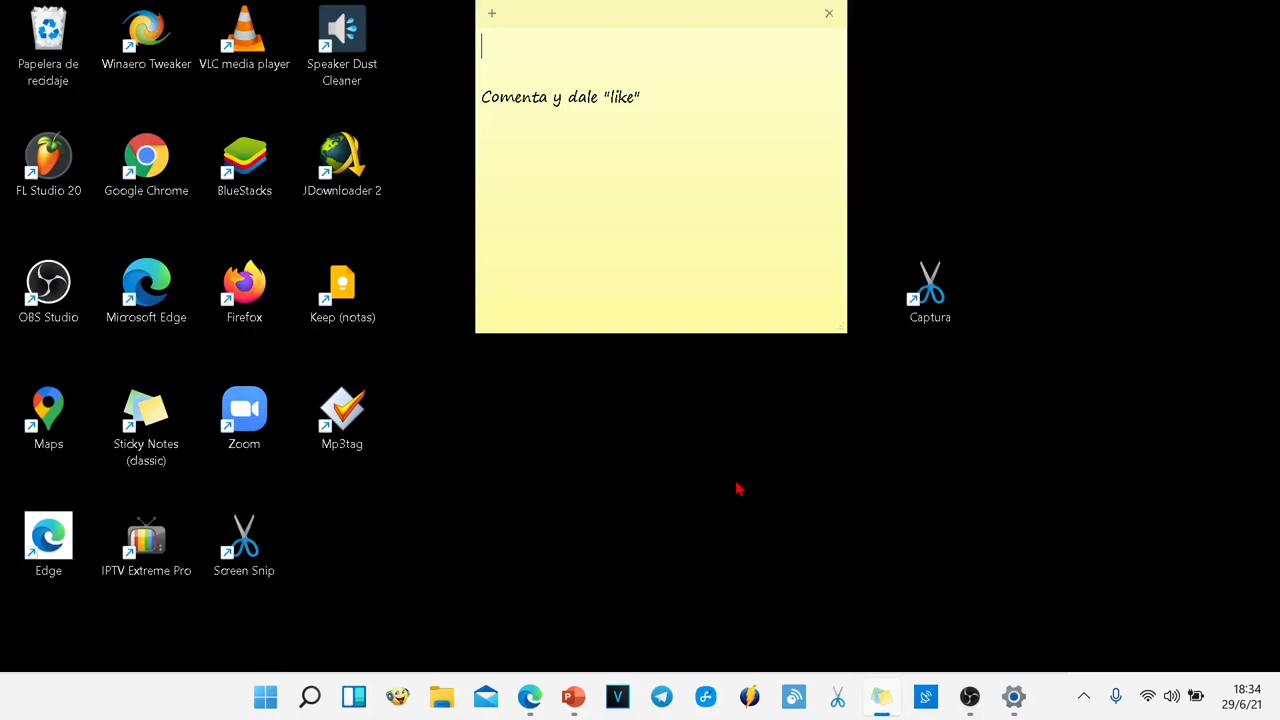 Papelera de
reciclaje
Winaero Tweaker
VLC media player
Speaker Dust
Cleaner
+
×
Comenta y dale "like"
FL Studio 20
Google Chrome
BlueStacks
JDownloader 2
OBS Studio
Microsoft Edge
Firefox
Keep (notas)
Captura
Maps
Sticky Notes
(classic)
Zoom
Mp3tag
Edge
IPTV Extreme Pro
Screen Snip
P
V
18:34
29/6/21